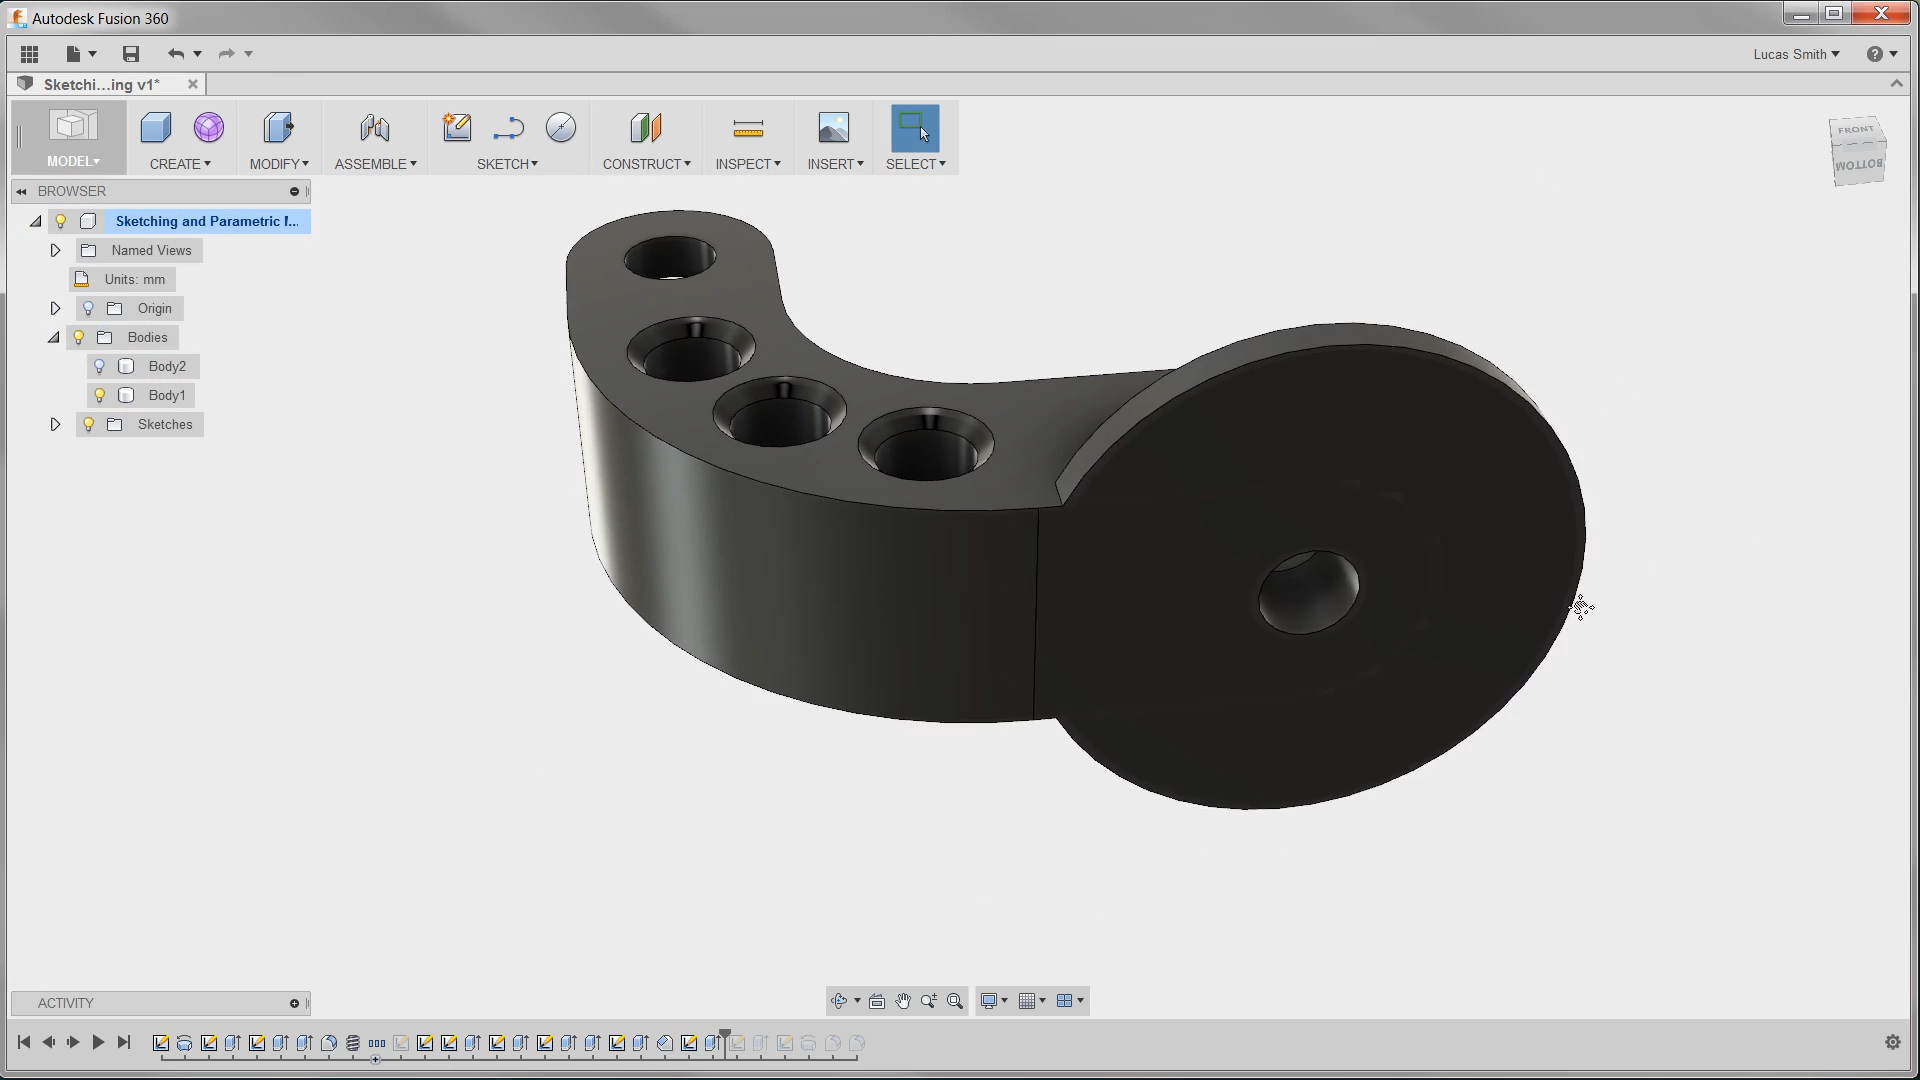 Autodesk Fusion 360
Lucas Smith
Sketchi...ing v1*
MODEL
CREATE
MODIFY
ASSEMBLE
SKETCH
CONSTRUCT
INSPECT
INSERT
SELECT
FRONT
BOTTOM
BROWSER
Sketching and Parametric I...
Named Views
Units: mm
Origin
Bodies
Body2
Body1
Sketches
ACTIVITY